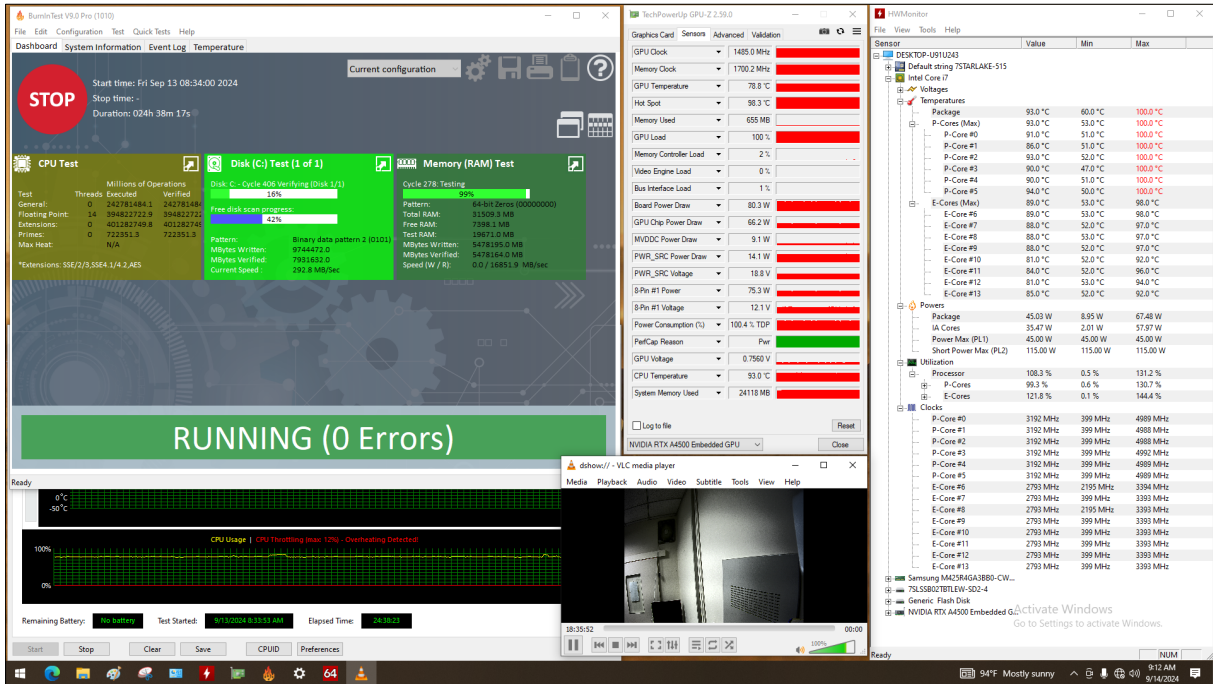 BurnInTest V9.0 Pro (1010)
File Edit Configuration Test Quick Tests Help
Dashboard System Information Event Log Temperature
Current configuration
STOP
Start time: Fri Sep 13 08:34:00 2024
Stop time: -
Duration: 024h 38m 17s
CPU Test
Millions of Operations
Test Threads Executed Verified
General: 0 242781484.1 242781484
Floating Point: 14 394822722.9 394822722
Extensions: 0 401282749.8 401282749
Primes: 0 722351.3 722351.3
Max Heat: N/A
*Extensions: SSE/2/3,SSE4.1/4.2,AES
Disk (C:) Test (1 of 1)
Disk: C: - Cycle 406 Verifying (Disk 1/1)
16%
Free disk scan progress:
42%
Pattern: Binary data pattern 2 (0101)
MBytes Written: 9744472.0
MBytes Verified: 7931632.0
Current Speed : 292.8 MB/Sec
Memory (RAM) Test
Cycle 278: Testing
99%
Pattern: 64-bit Zeros (00000000)
Total RAM: 31509.3 MB
Free RAM: 7398.1 MB
Test RAM: 19671.0 MB
MBytes Written: 5478195.0 MB
MBytes Verified: 5478164.0 MB
Speed (W / R): 0.0 / 16851.9 MB/Sec
RUNNING (0 Errors)
Ready
0°C
-50°C
CPU Usage | CPU Throttling (max 12%) - Overheating Detected!
100%
0%
Remaining Battery: No battery Test Started: 9/13/2024 8:33:53 AM Elapsed Time: 24:38:23
Start Stop Clear Save CPUID Preferences
TechPowerUp GPU-Z 2.59.0
Graphics Card Sensors Advanced Validation
GPU Clock 1485.0 MHz
Memory Clock 1700.2 MHz
GPU Temperature 78.8 °C
Hot Spot 98.3 °C
Memory Used 655 MB
GPU Load 100 %
Memory Controller Load 2 %
Video Engine Load 0 %
Bus Interface Load 1 %
Board Power Draw 80.3 W
GPU Chip Power Draw 66.2 W
MVDDC Power Draw 9.1 W
PWR_SRC Power Draw 14.1 W
PWR_SRC Voltage 18.8 V
8-Pin #1 Power 75.3 W
8-Pin #1 Voltage 12.1 V
Power Consumption (%) 100.4 % TDP
PerfCap Reason Pwr
GPU Voltage 0.7560 V
CPU Temperature 93.0 °C
System Memory Used 24118 MB
Log to file Reset
NVIDIA RTX A4500 Embedded GPU Close
dshow:// - VLC media player
Media Playback Audio Video Subtitle Tools View Help
18:35:52 00:00
100%
HWMonitor
File View Tools Help
Sensor Value Min Max
DESKTOP-U91U243
Default string 7STARLAKE-515
Intel Core i7
Voltages
Temperatures
Package 93.0 °C 60.0 °C 100.0 °C
P-Cores (Max) 93.0 °C 53.0 °C 100.0 °C
P-Core #0 91.0 °C 51.0 °C 100.0 °C
P-Core #1 86.0 °C 51.0 °C 100.0 °C
P-Core #2 93.0 °C 52.0 °C 100.0 °C
P-Core #3 90.0 °C 47.0 °C 100.0 °C
P-Core #4 90.0 °C 51.0 °C 100.0 °C
P-Core #5 94.0 °C 50.0 °C 100.0 °C
E-Cores (Max) 89.0 °C 53.0 °C 98.0 °C
E-Core #6 89.0 °C 53.0 °C 98.0 °C
E-Core #7 88.0 °C 52.0 °C 97.0 °C
E-Core #8 88.0 °C 53.0 °C 97.0 °C
E-Core #9 88.0 °C 52.0 °C 97.0 °C
E-Core #10 81.0 °C 52.0 °C 92.0 °C
E-Core #11 84.0 °C 52.0 °C 96.0 °C
E-Core #12 81.0 °C 53.0 °C 94.0 °C
E-Core #13 85.0 °C 52.0 °C 92.0 °C
Powers
Package 45.03 W 8.95 W 67.48 W
IA Cores 35.47 W 2.01 W 57.97 W
Power Max (PL1) 45.00 W 45.00 W 45.00 W
Short Power Max (PL2) 115.00 W 115.00 W 115.00 W
Utilization
Processor 108.3 % 0.5 % 131.2 %
P-Cores 99.3 % 0.6 % 130.7 %
E-Cores 121.8 % 0.1 % 144.4 %
Clocks
P-Core #0 3192 MHz 399 MHz 4989 MHz
P-Core #1 3192 MHz 399 MHz 4988 MHz
P-Core #2 3192 MHz 399 MHz 4988 MHz
P-Core #3 3192 MHz 399 MHz 4992 MHz
P-Core #4 3192 MHz 399 MHz 4989 MHz
P-Core #5 3192 MHz 399 MHz 4989 MHz
E-Core #6 2793 MHz 2195 MHz 3394 MHz
E-Core #7 2793 MHz 399 MHz 3393 MHz
E-Core #8 2793 MHz 2195 MHz 3393 MHz
E-Core #9 2793 MHz 399 MHz 3393 MHz
E-Core #10 2793 MHz 399 MHz 3393 MHz
E-Core #11 2793 MHz 399 MHz 3393 MHz
E-Core #12 2793 MHz 399 MHz 3393 MHz
E-Core #13 2793 MHz 399 MHz 3393 MHz
Samsung M425R4GA3BB0-CW...
7SLSSB02TBTLEW-SD2-4
Generic Flash Disk
NVIDIA RTX A4500 Embedded G...
Activate Windows
Go to Settings to activate Windows.
Ready NUM
64 94°F Mostly sunny 9:12 AM
9/14/2024